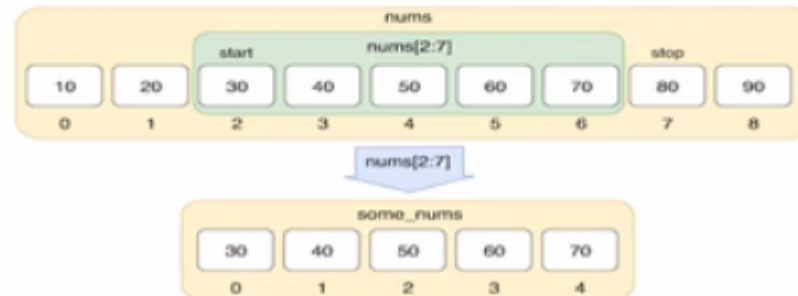 nums
start nums[2:7] stop
10 20 30 40 50 60 70 80 90
0 1 2 3 4 5 6 7 8
nums[2:7]
some_nums
30 40 50 60 70
0 1 2 3 4